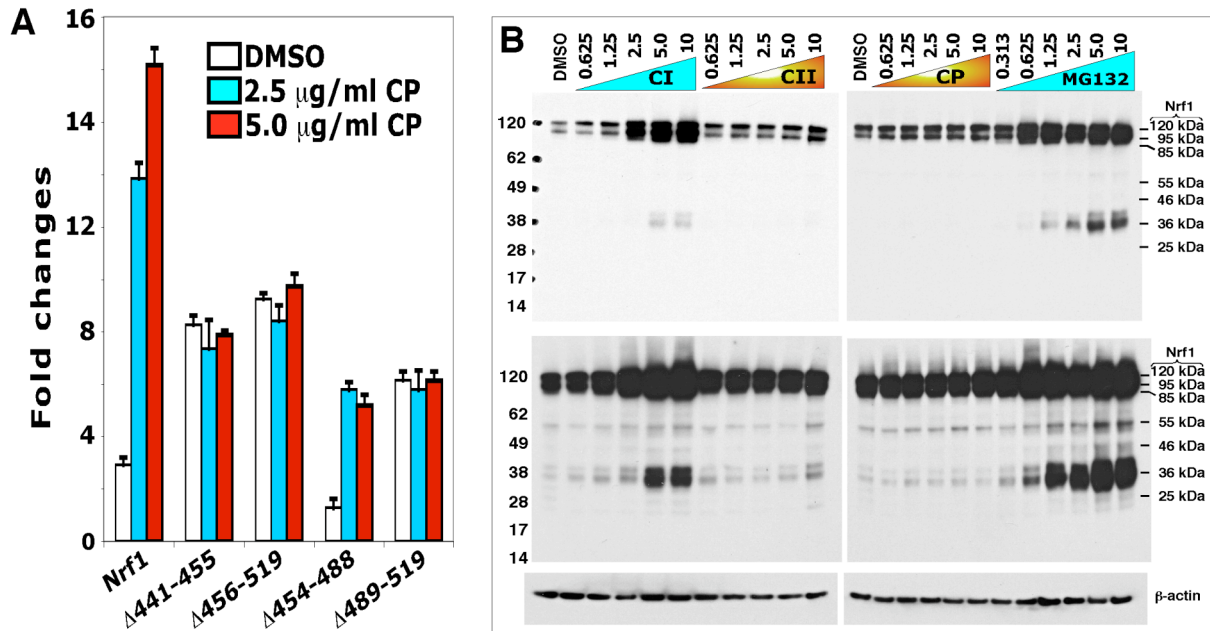 A
16
14
12
8
4
0
Fold changes
DMSO
2.5 μg/ml CP
5.0 μg/ml CP
Nrf1
Δ441-455
Δ456-519
Δ454-488
Δ489-519
B
DMSO 0.625 1.25 2.5 5.0 10 0.625 1.25 2.5 5.0 10
CI CII
DMSO 0.625 1.25 2.5 5.0 10 0.313 0.625 1.25 2.5 5.0 10
CP MG132
120
62
49
38
28
17
14
Nrf1
120 kDa
95 kDa
85 kDa
55 kDa
46 kDa
36 kDa
25 kDa
120
62
49
38
28
17
14
Nrf1
120 kDa
95 kDa
85 kDa
55 kDa
46 kDa
36 kDa
25 kDa
β-actin